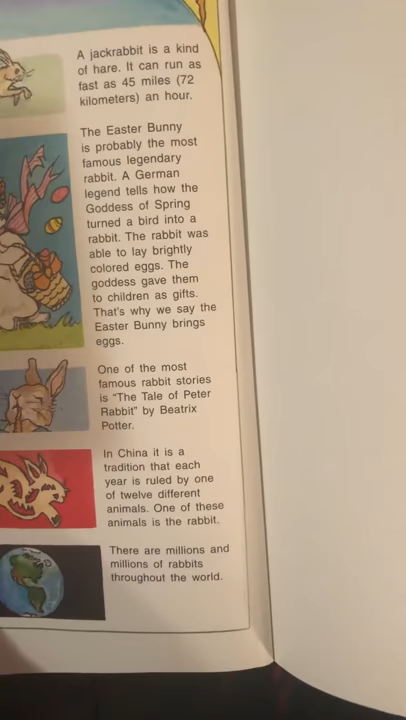 A jackrabbit is a kind
of hare. It can run as
fast as 45 miles (72
kilometers) an hour.
The Easter Bunny
is probably the most
famous legendary
rabbit. A German
legend tells how the
Goddess of Spring
turned a bird into a
rabbit. The rabbit was
able to lay brightly
colored eggs. The
goddess gave them
to children as gifts.
That's why we say the
Easter Bunny brings
eggs.
One of the most
famous rabbit stories
is "The Tale of Peter
Rabbit" by Beatrix
Potter.
In China it is a
tradition that each
year is ruled by one
of twelve different
animals. One of these
animals is the rabbit.
There are millions and
millions of rabbits
throughout the world.